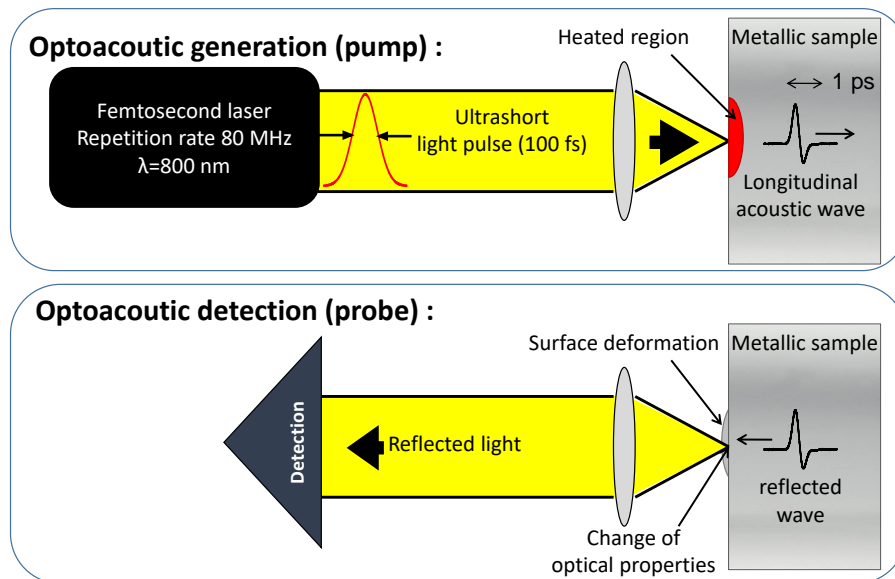 Optoacoutic generation (pump) :
Femtosecond laser
Repetition rate 80 MHz
λ=800 nm
Ultrashort
light pulse (100 fs)
Heated region
Metallic sample
1 ps
Longitudinal
acoustic wave
Optoacoutic detection (probe) :
Detection
Reflected light
Surface deformation
Metallic sample
reflected
wave
Change of
optical properties